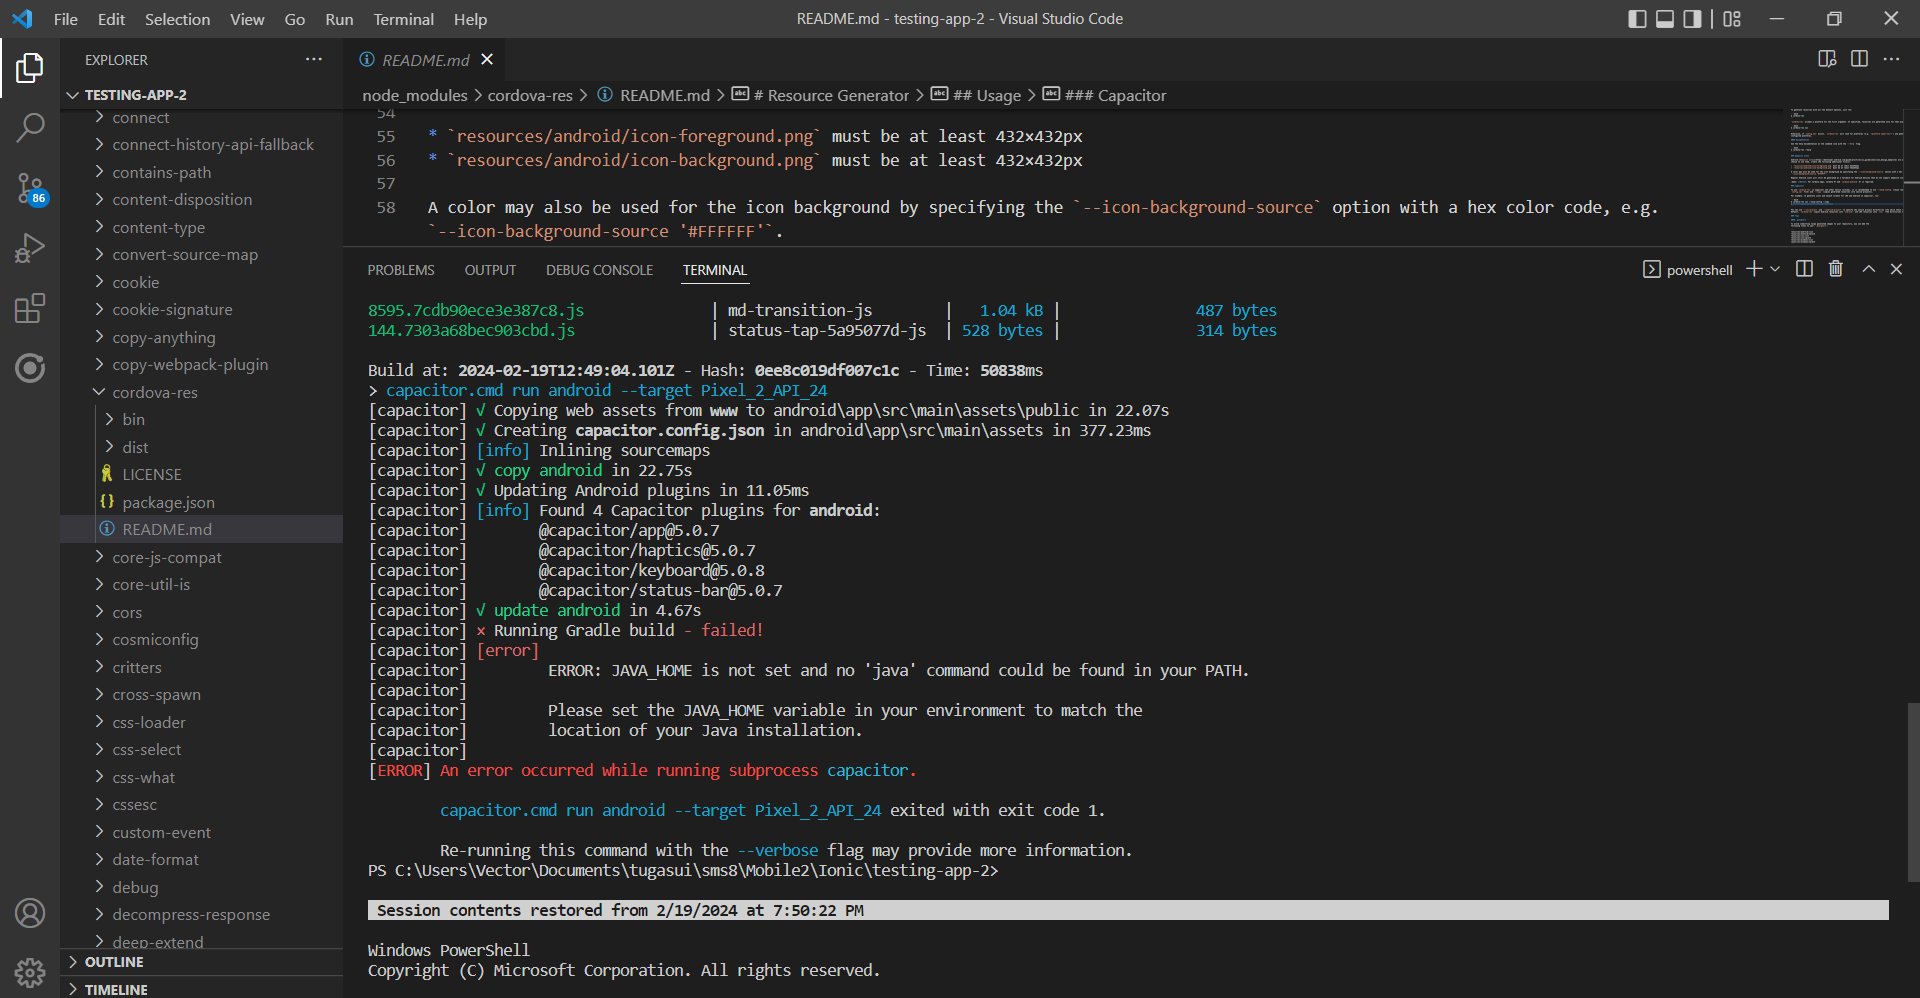 File Edit Selection View Go Run Terminal Help
README.md - testing-app-2 - Visual Studio Code
EXPLORER
TESTING-APP-2
connect
connect-history-api-fallback
contains-path
content-disposition
content-type
convert-source-map
cookie
cookie-signature
copy-anything
copy-webpack-plugin
cordova-res
bin
dist
LICENSE
package.json
README.md
core-js-compat
core-util-is
cors
cosmiconfig
critters
cross-spawn
css-loader
css-select
css-what
cssesc
custom-event
date-format
debug
decompress-response
deep-extend
OUTLINE
TIMELINE
86
README.md
node_modules > cordova-res > README.md > # Resource Generator > ## Usage > ### Capacitor
54
55 * `resources/android/icon-foreground.png` must be at least 432×432px
56 * `resources/android/icon-background.png` must be at least 432×432px
57
58 A color may also be used for the icon background by specifying the `--icon-background-source` option with a hex color code, e.g.
`--icon-background-source '#FFFFFF'`.
PROBLEMS OUTPUT DEBUG CONSOLE TERMINAL
powershell
8595.7cdb90ece3e387c8.js | md-transition-js | 1.04 kB | 487 bytes
144.7303a68bec903cbd.js | status-tap-5a95077d-js | 528 bytes | 314 bytes
Build at: 2024-02-19T12:49:04.101Z - Hash: 0ee8c019df007c1c - Time: 50838ms
> capacitor.cmd run android --target Pixel_2_API_24
[capacitor] √ Copying web assets from www to android\app\src\main\assets\public in 22.07s
[capacitor] √ Creating capacitor.config.json in android\app\src\main\assets in 377.23ms
[capacitor] [info] Inlining sourcemaps
[capacitor] √ copy android in 22.75s
[capacitor] √ Updating Android plugins in 11.05ms
[capacitor] [info] Found 4 Capacitor plugins for android:
[capacitor] @capacitor/app@5.0.7
[capacitor] @capacitor/haptics@5.0.7
[capacitor] @capacitor/keyboard@5.0.8
[capacitor] @capacitor/status-bar@5.0.7
[capacitor] √ update android in 4.67s
[capacitor] × Running Gradle build - failed!
[capacitor] [error]
[capacitor] ERROR: JAVA_HOME is not set and no 'java' command could be found in your PATH.
[capacitor]
[capacitor] Please set the JAVA_HOME variable in your environment to match the
[capacitor] location of your Java installation.
[capacitor]
[ERROR] An error occurred while running subprocess capacitor.
capacitor.cmd run android --target Pixel_2_API_24 exited with exit code 1.
Re-running this command with the --verbose flag may provide more information.
PS C:\Users\Vector\Documents\tugasui\sms8\Mobile2\Ionic\testing-app-2>
Session contents restored from 2/19/2024 at 7:50:22 PM
Windows PowerShell
Copyright (C) Microsoft Corporation. All rights reserved.